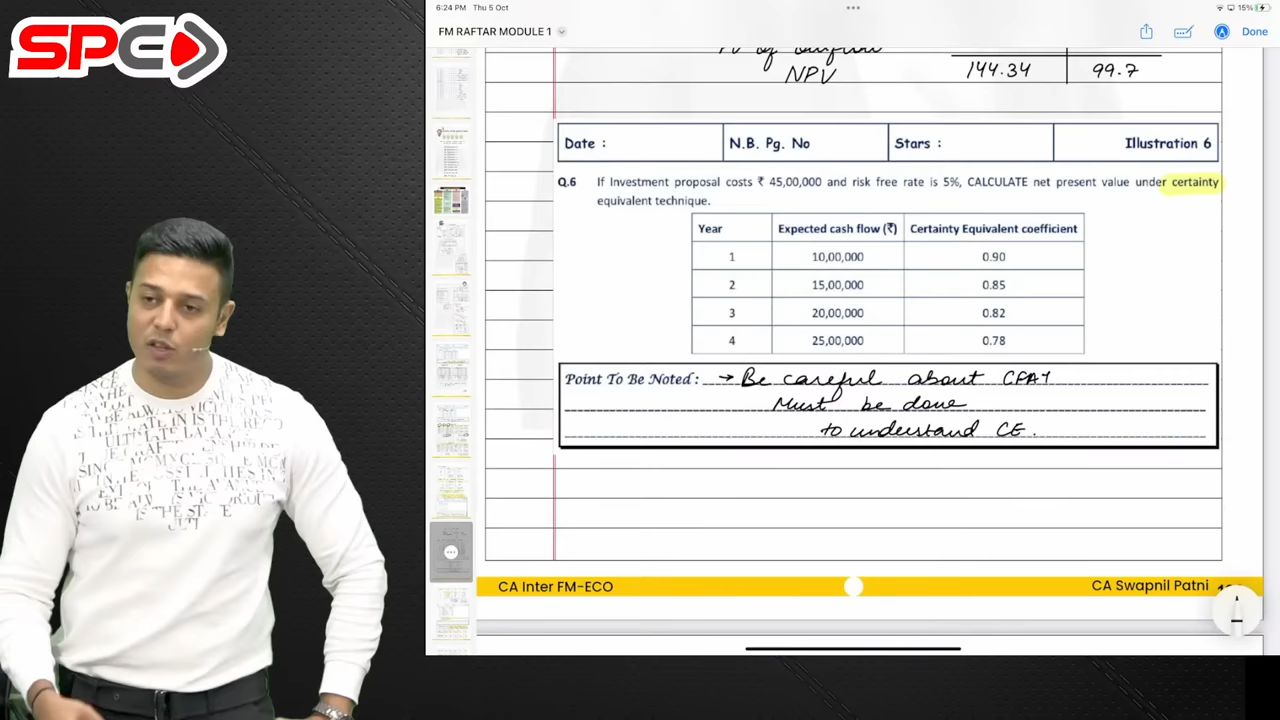 SPC
6:24 PM Thu 5 Oct
15%
FM RAFTAR MODULE 1
Done
NPV 144.34 99.7
Date : N.B. Pg. No Stars : Illustration 6
Q.6 If Investment proposal costs ₹ 45,00,000 and risk free rate is 5%, CALCULATE net present value under certainty
equivalent technique.
Year Expected cash flow (₹) Certainty Equivalent coefficient
1 10,00,000 0.90
2 15,00,000 0.85
3 20,00,000 0.82
4 25,00,000 0.78
Point To Be Noted : → Be careful about CFAT
Must be done
to understand CE.
CA Inter FM-ECO CA Swapnil Patni